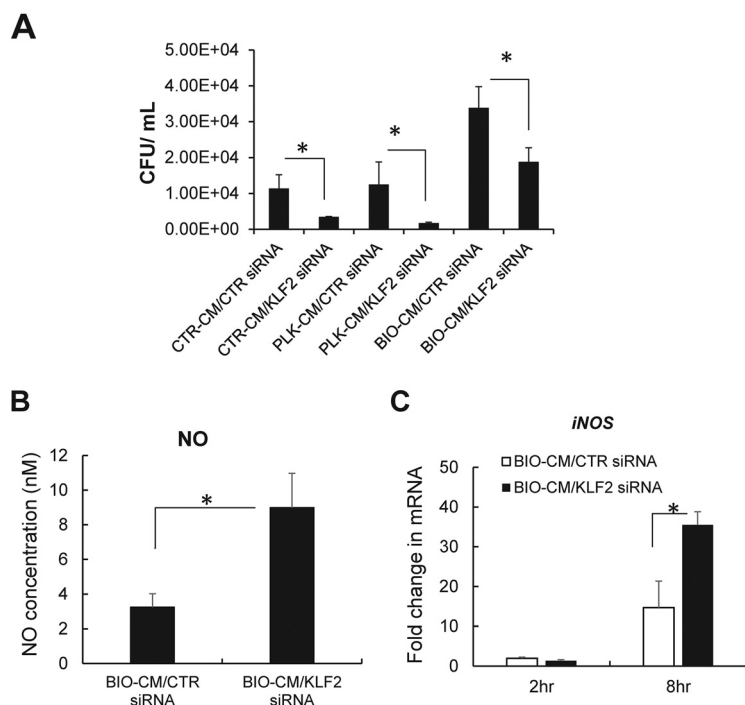 A
5.00E+04
4.00E+04
3.00E+04
2.00E+04
1.00E+04
0.00E+00
CFU/ mL
*
*
*
CTR-CM/CTR siRNA
CTR-CM/KLF2 siRNA
PLK-CM/CTR siRNA
PLK-CM/KLF2 siRNA
BIO-CM/CTR siRNA
BIO-CM/KLF2 siRNA
B
NO
12
10
8
6
4
2
0
NO concentration (nM)
*
BIO-CM/CTR
siRNA
BIO-CM/KLF2
siRNA
C
iNOS
BIO-CM/CTR siRNA
BIO-CM/KLF2 siRNA
50
40
30
20
10
0
Fold change in mRNA
*
2hr
8hr